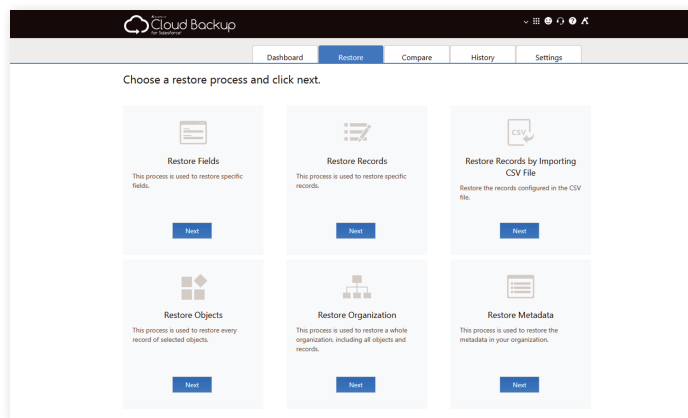 Cloud Backup
for Salesforce
Dashboard
Restore
Compare
History
Settings
Choose a restore process and click next.
Restore Fields
This process is used to restore specific
fields.
Next
Restore Records
This process is used to restore specific
records.
Next
CSV
Restore Records by Importing
CSV File
Restore the records configured in the CSV
file.
Next
Restore Objects
This process is used to restore every
record of selected objects.
Next
Restore Organization
This process is used to restore a whole
organization, including all objects and
records.
Next
Restore Metadata
This process is used to restore the
metadata in your organization.
Next